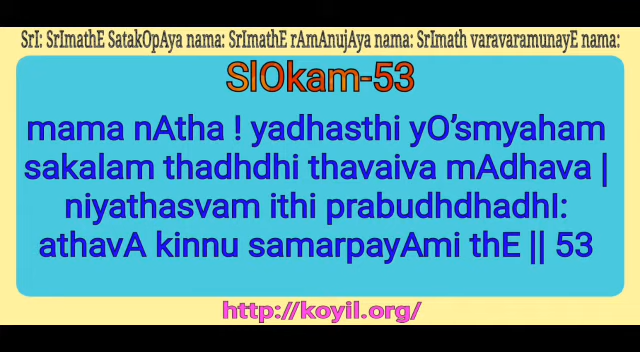 SrI: SrImathE SatakOpAya nama: SrImathE rAmAnujAya nama: SrImath varavaramunayE nama:
SlOkam-53
mama nAtha ! yadhasthi yO’smyaham
sakalam thadhdhi thavaiva mAdhava |
niyathasvam ithi prabudhdhadhI:
athavA kinnu samarpayAmi thE || 53
http://koyil.org/